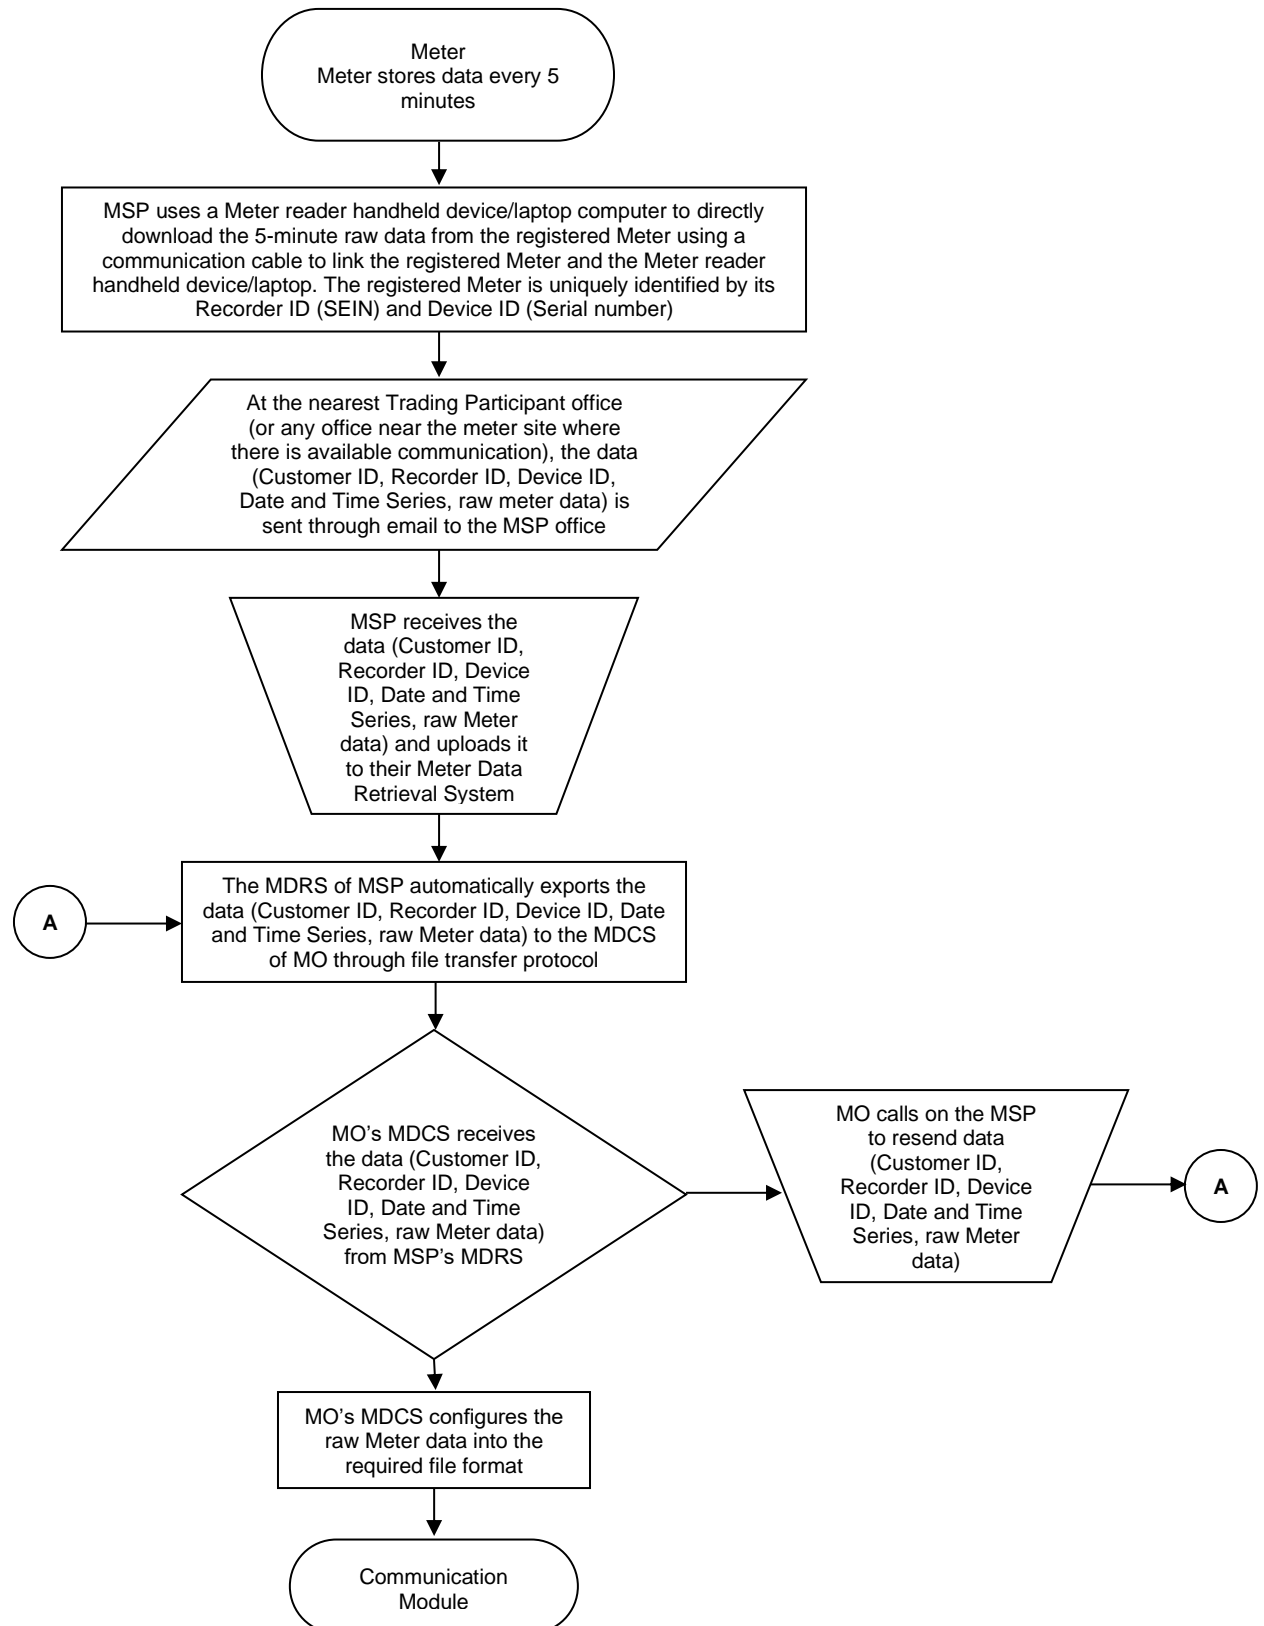 Meter
Meter stores data every 5
minutes
MSP uses a Meter reader handheld device/laptop computer to directly
download the 5-minute raw data from the registered Meter using a
communication cable to link the registered Meter and the Meter reader
handheld device/laptop. The registered Meter is uniquely identified by its
Recorder ID (SEIN) and Device ID (Serial number)
At the nearest Trading Participant office
(or any office near the meter site where
there is available communication), the data
(Customer ID, Recorder ID, Device ID,
Date and Time Series, raw meter data) is
sent through email to the MSP office
MSP receives the
data (Customer ID,
Recorder ID, Device
ID, Date and Time
Series, raw Meter
data) and uploads it
to their Meter Data
Retrieval System
A
The MDRS of MSP automatically exports the
data (Customer ID, Recorder ID, Device ID, Date
and Time Series, raw Meter data) to the MDCS
of MO through file transfer protocol
MO’s MDCS receives
the data (Customer ID,
Recorder ID, Device
ID, Date and Time
Series, raw Meter data)
from MSP’s MDRS
MO calls on the MSP
to resend data
(Customer ID,
Recorder ID, Device
ID, Date and Time
Series, raw Meter
data)
A
MO’s MDCS configures the
raw Meter data into the
required file format
Communication
Module